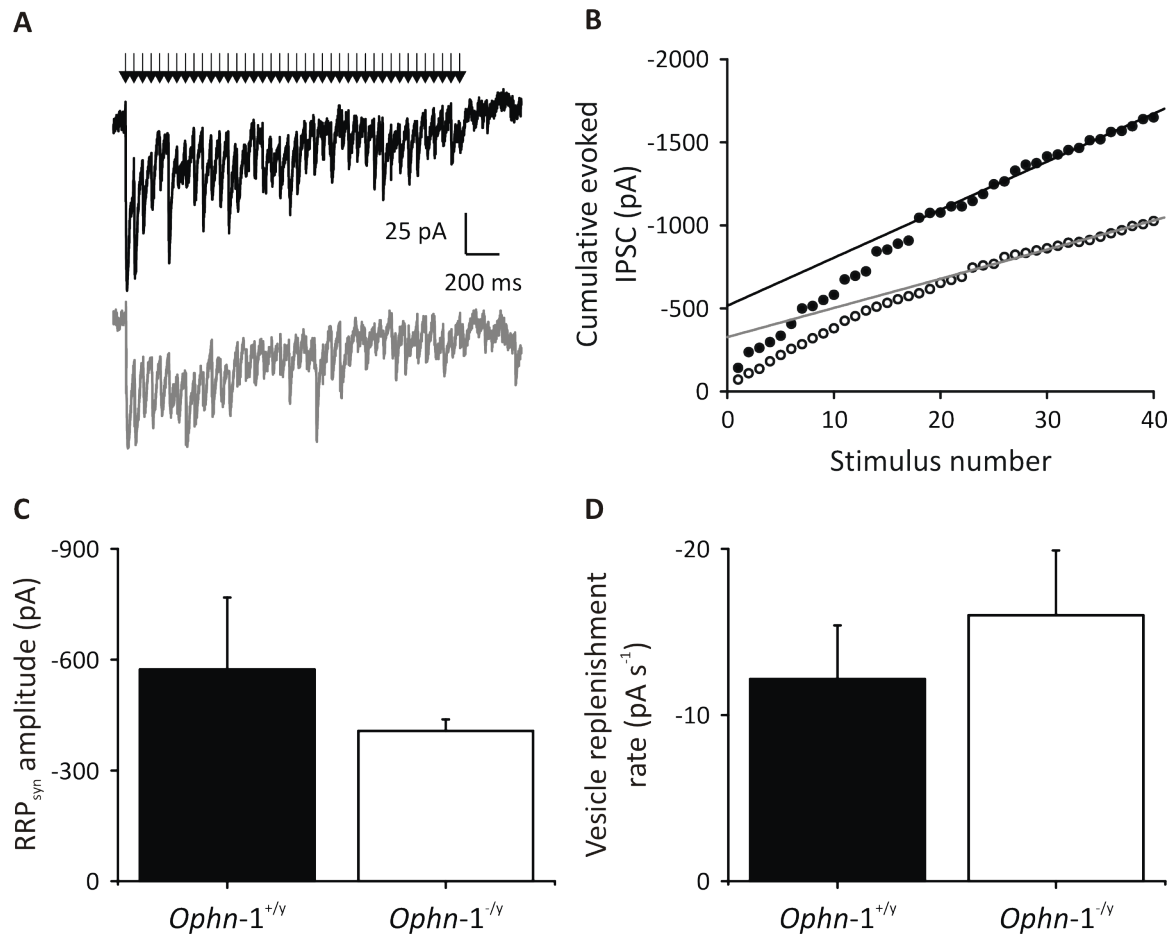 A
25 pA
200 ms
B
Cumulative evoked
IPSC (pA)
-2000
-1500
-1000
-500
0
0 10 20 30 40
Stimulus number
C
RRPsyn amplitude (pA)
-900
-600
-300
0
Ophn-1+/y Ophn-1-/y
D
Vesicle replenishment
rate (pA s-1)
-20
-10
0
Ophn-1+/y Ophn-1-/y